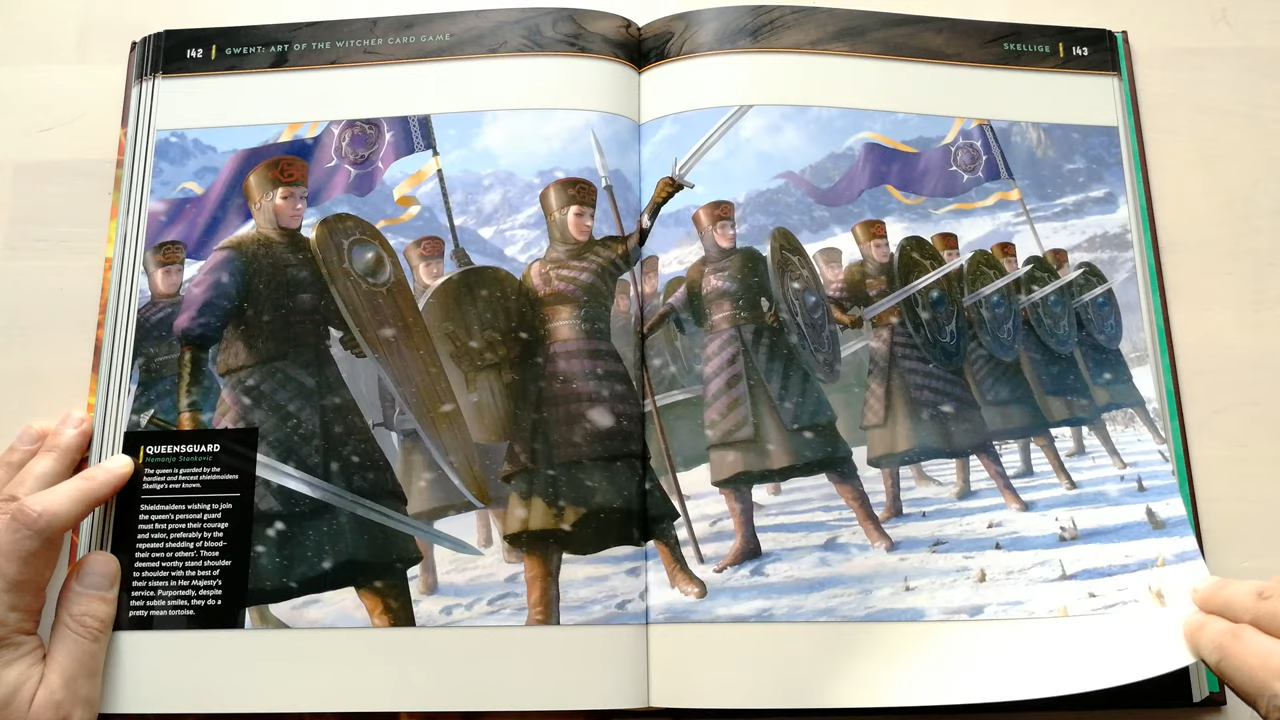 142 | GWENT: ART OF THE WITCHER CARD GAME
SKELLIGE | 143
QUEENSGUARD
Nemanja Stankovic
The queen is guarded by the
hardiest and fiercest shieldmaidens
Skellige's ever known.
Shieldmaidens wishing to join
the queen's personal guard
must first prove their courage
and valor, preferably by the
repeated shedding of blood—
their own or others'. Those
deemed worthy stand shoulder
to shoulder with the best of
their sisters in Her Majesty's
service. Purportedly, despite
their subtle smiles, they do a
pretty mean tortoise.